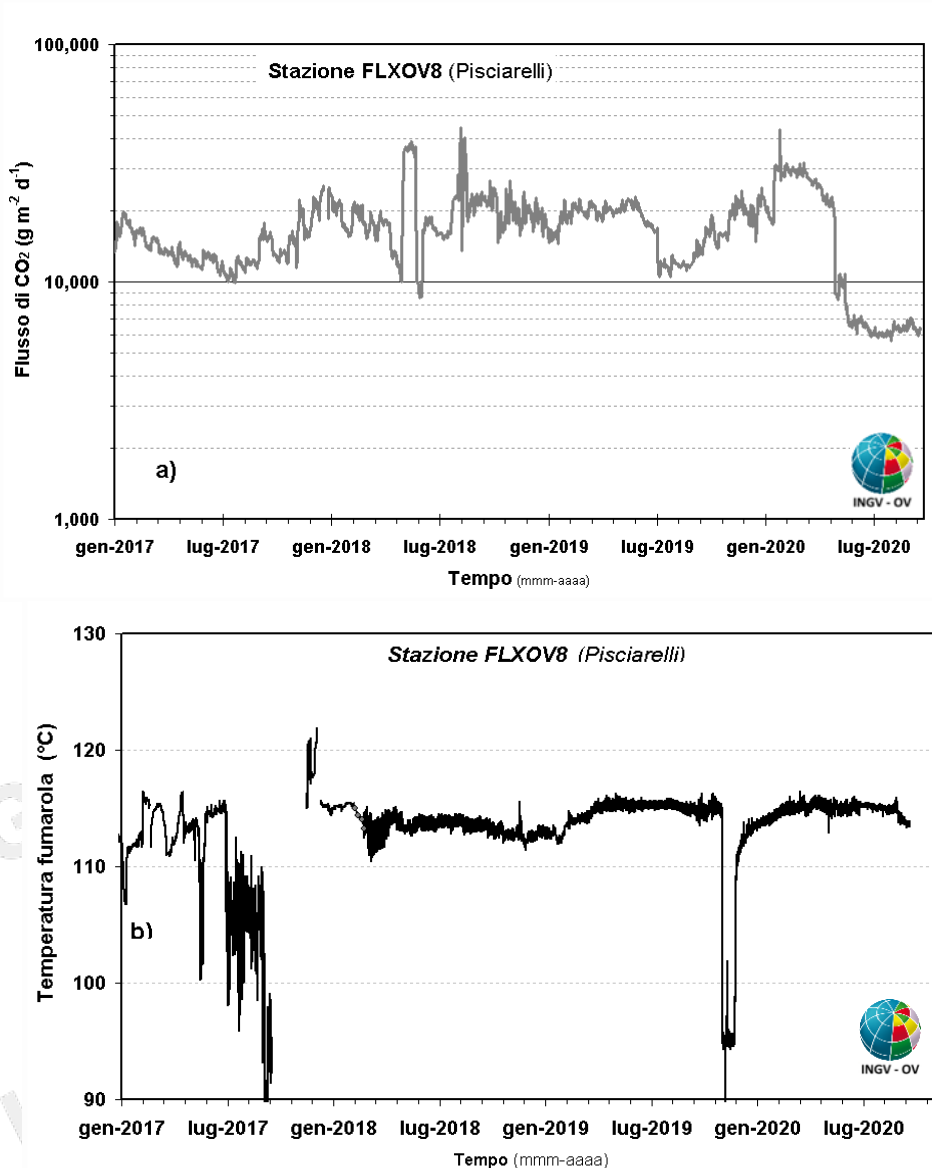 100,000
Stazione FLXOV8 (Pisciarelli)
Flusso di CO2 (g m-2 d-1)
10,000
a)
INGV - OV
1,000
gen-2017 lug-2017 gen-2018 lug-2018 gen-2019 lug-2019 gen-2020 lug-2020
Tempo (mmm-aaaa)
130
Stazione FLXOV8 (Pisciarelli)
120
Temperatura fumarola (°C)
110
b)
100
INGV - OV
90
gen-2017 lug-2017 gen-2018 lug-2018 gen-2019 lug-2019 gen-2020 lug-2020
Tempo (mmm-aaaa)